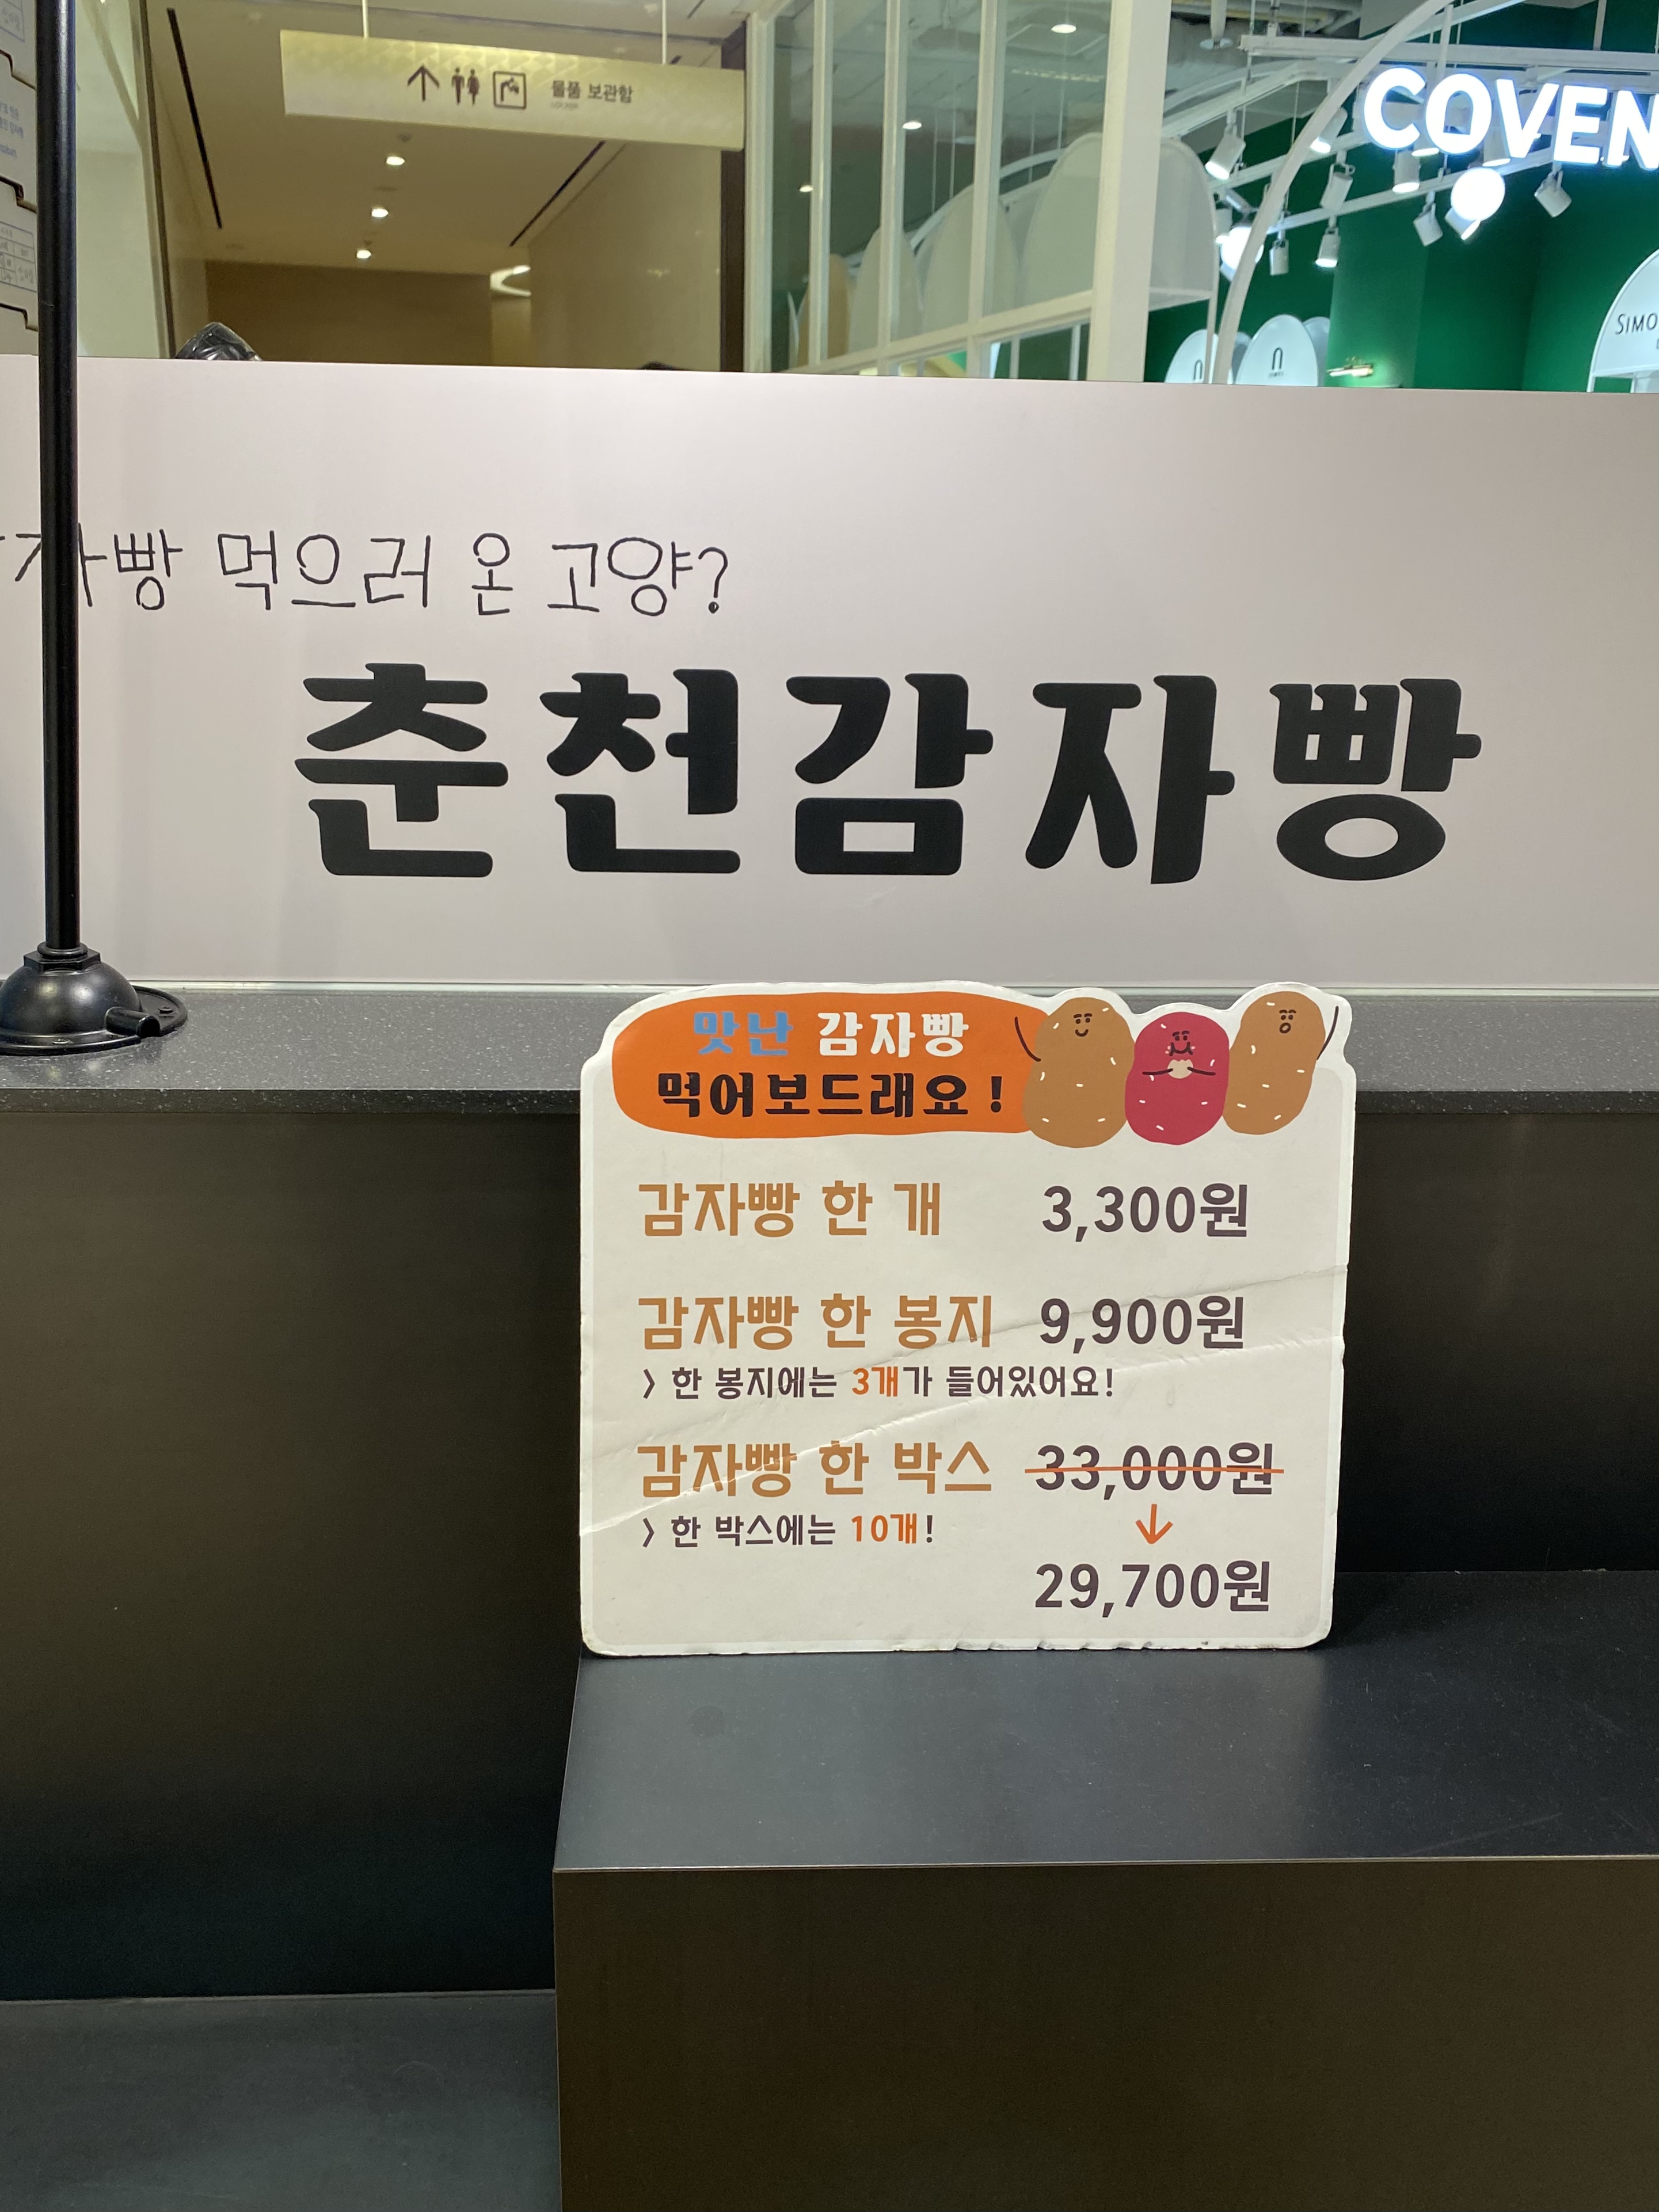 물품 보관함
LOCKER
COVEN
SIMO
자빵 먹으러 온 고양?
춘천감자빵
맛난 감자빵
먹어보드래요!
감자빵 한 개 3,300원
감자빵 한 봉지 9,900원
> 한 봉지에는 3개가 들어있어요!
감자빵 한 박스 33,000원
> 한 박스에는 10개!
↓
29,700원